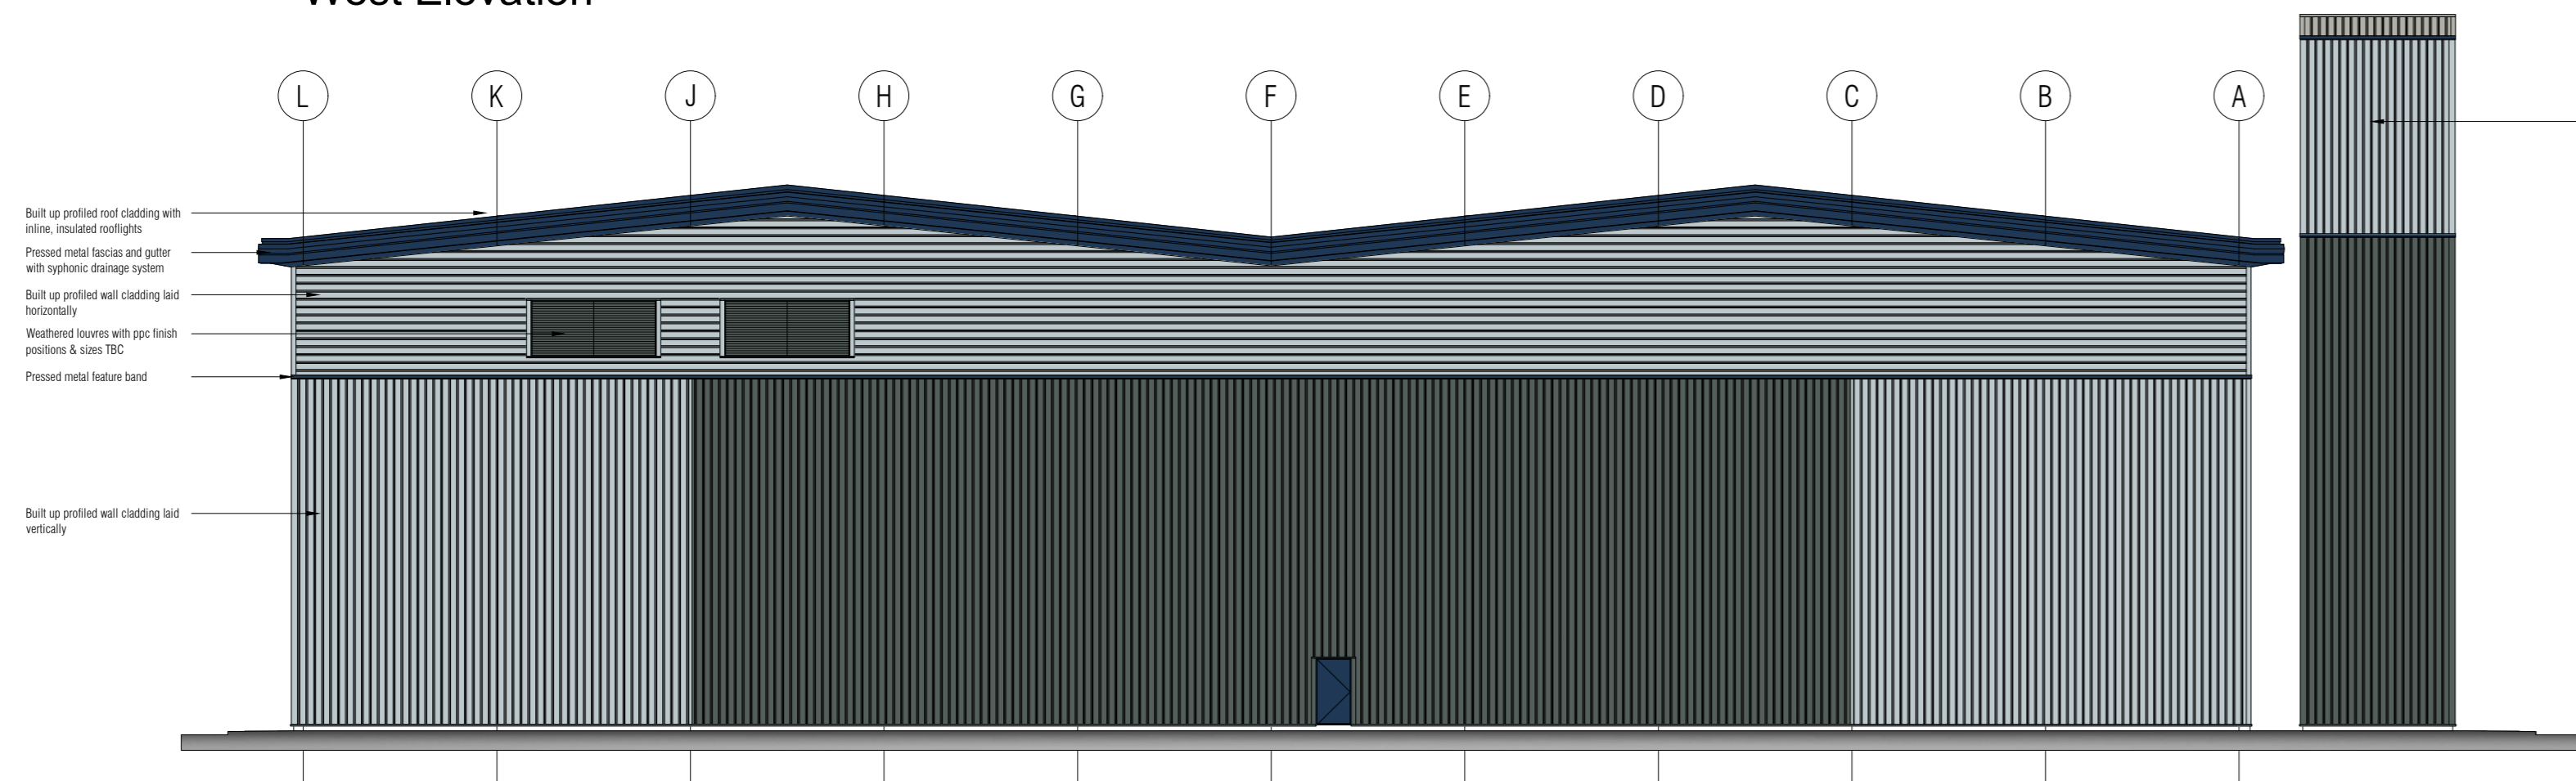 West Elevation
L K J H G F E D C B A
Built up profiled roof cladding with
inline, insulated rooflights
Pressed metal fascias and gutter
with syphonic drainage system
Built up profiled wall cladding laid
horizontally
Weathered louvres with ppc finish
positions & sizes TBC
Pressed metal feature band
Built up profiled wall cladding laid
vertically